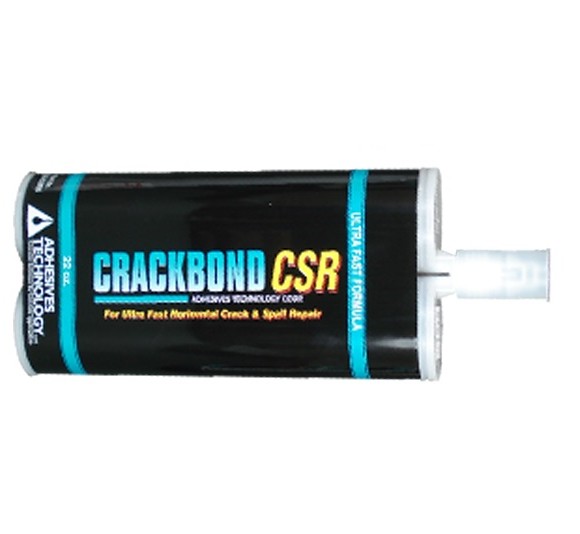 CRACKBOND CSR
ADHESIVES TECHNOLOGY CORP.
For Ultra Fast Horizontal Crack & Spall Repair
ULTRA FAST FORMULA
22 oz.
ADHESIVES
TECHNOLOGY